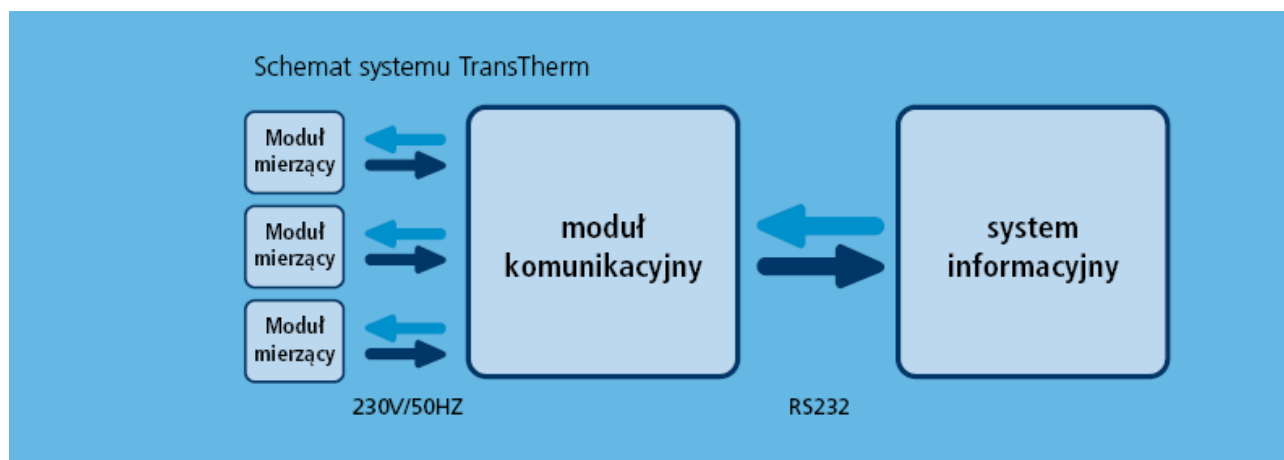 Schemat systemu TransTherm
Moduł
mierzący
Moduł
mierzący
Moduł
mierzący
moduł
komunikacyjny
system
informacyjny
230V/50HZ
RS232